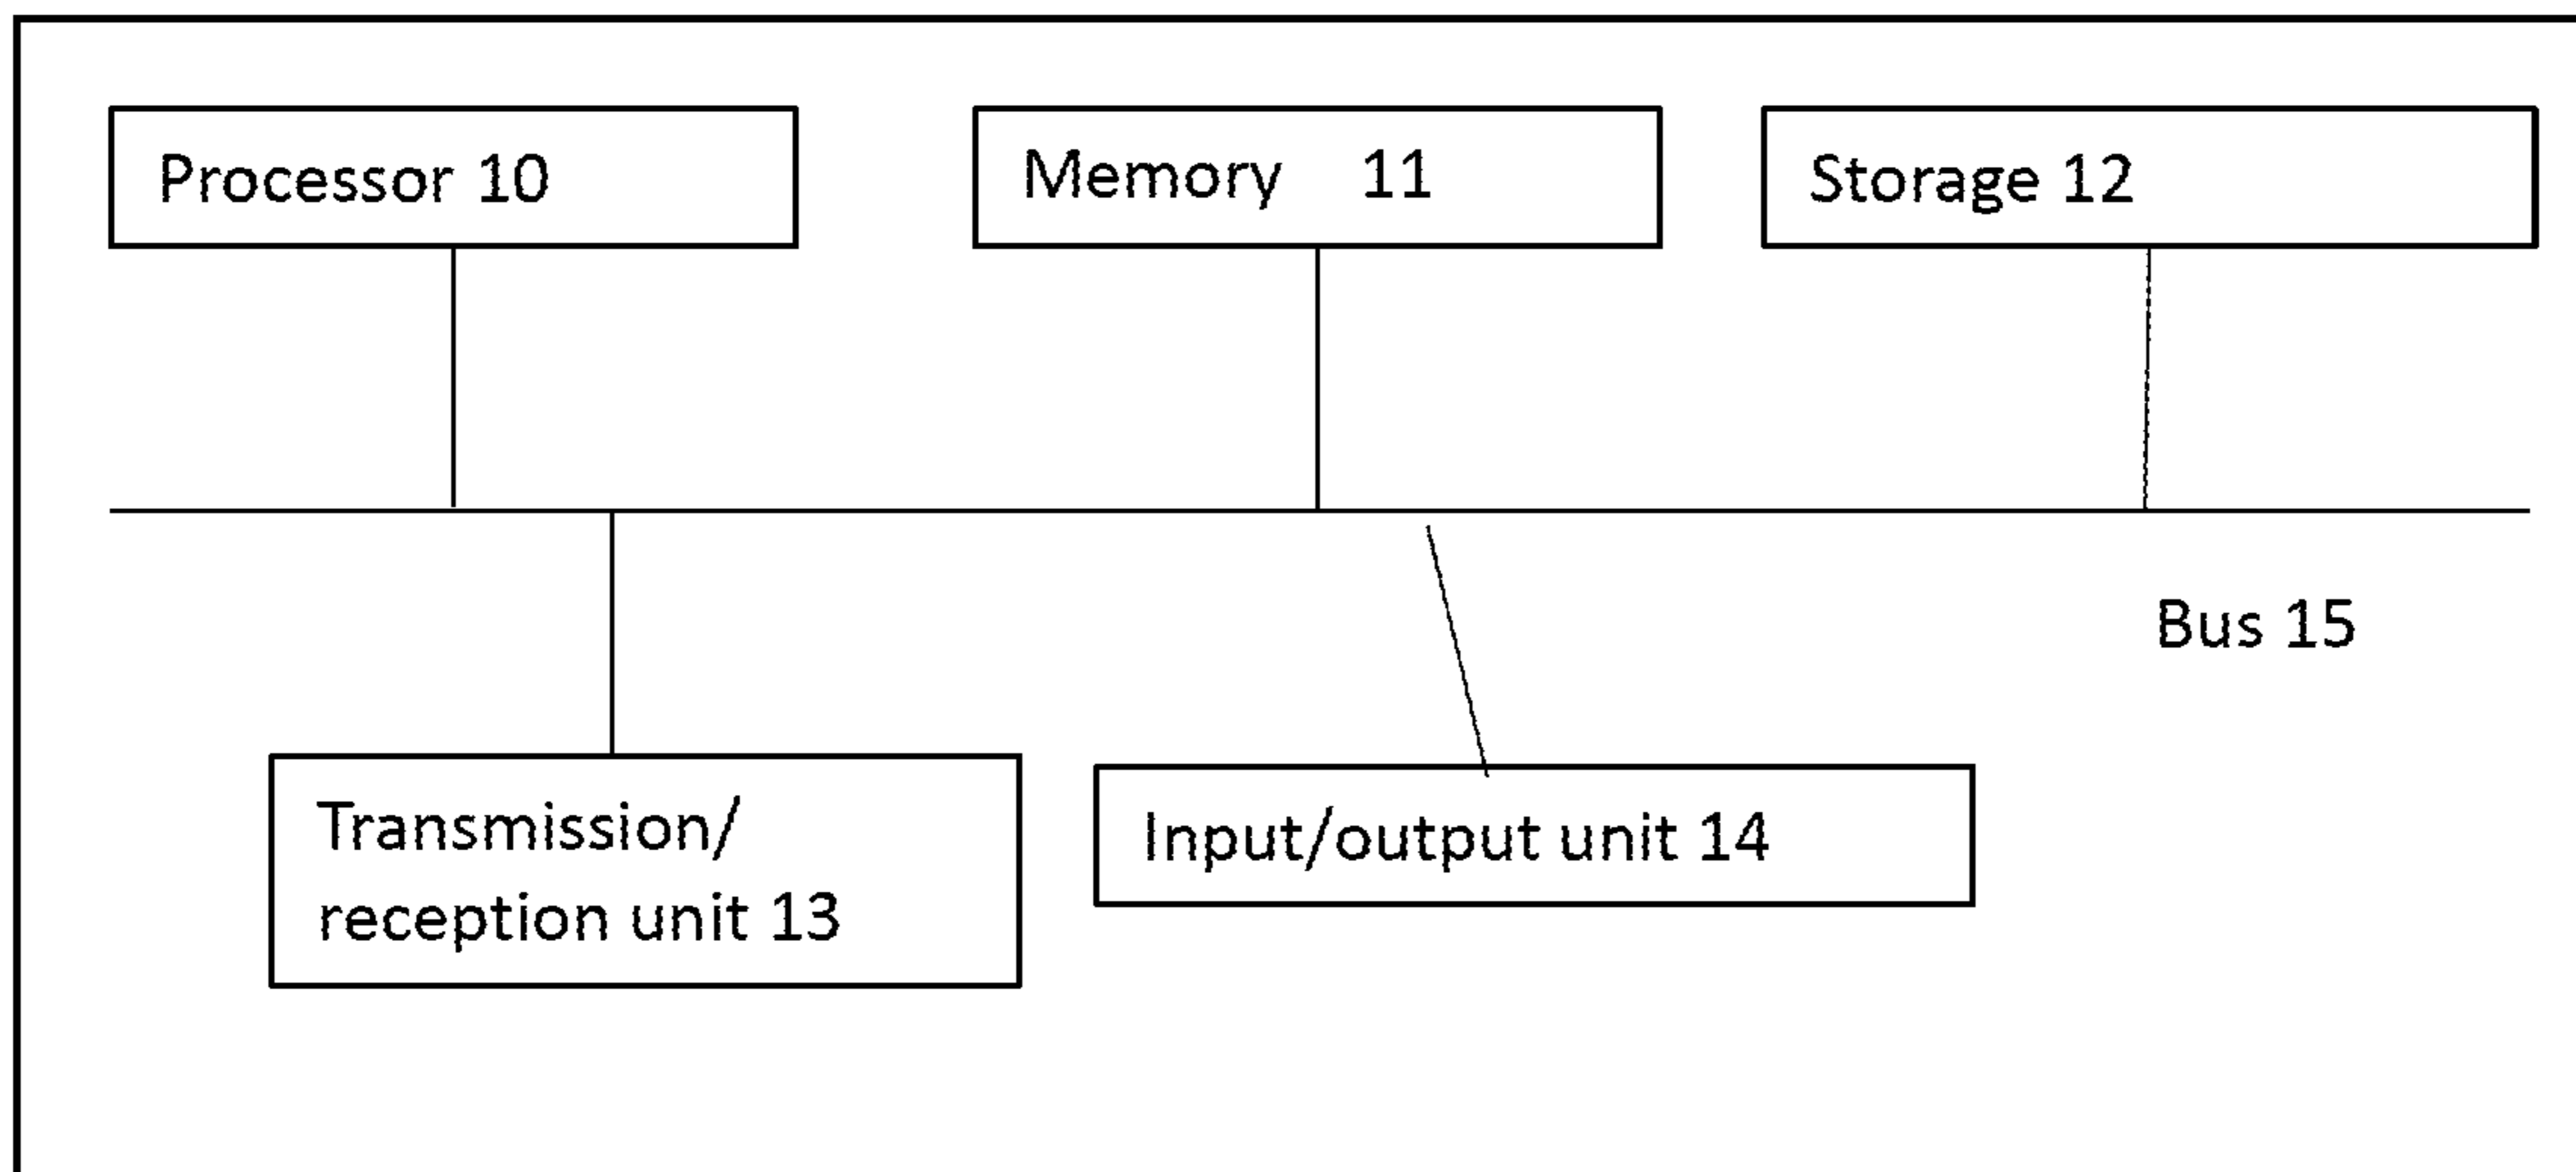 Processor 10
Memory 11
Storage 12
Bus 15
Transmission/
reception unit 13
Input/output unit 14